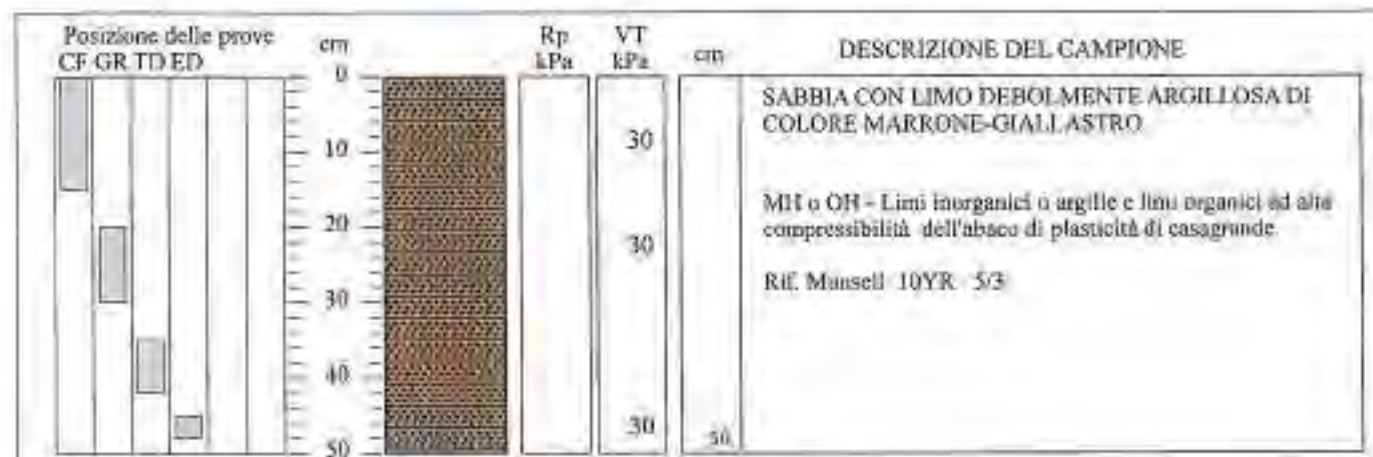 Posizione delle prove
CF GR TD ED
cm
0
10
20
30
40
50
Rp
kPa
VT
kPa
30
30
30
cm
50
DESCRIZIONE DEL CAMPIONE
SABBIA CON LIMO DEBOLMENTE ARGILLOSA DI
COLORE MARRONE-GIALLASTRO
MH o OH - Limi inorganici o argille e limi organici ad alta
compressibilità dell'abaco di plasticità di casagrande
Rif. Munsell 10YR 5/3